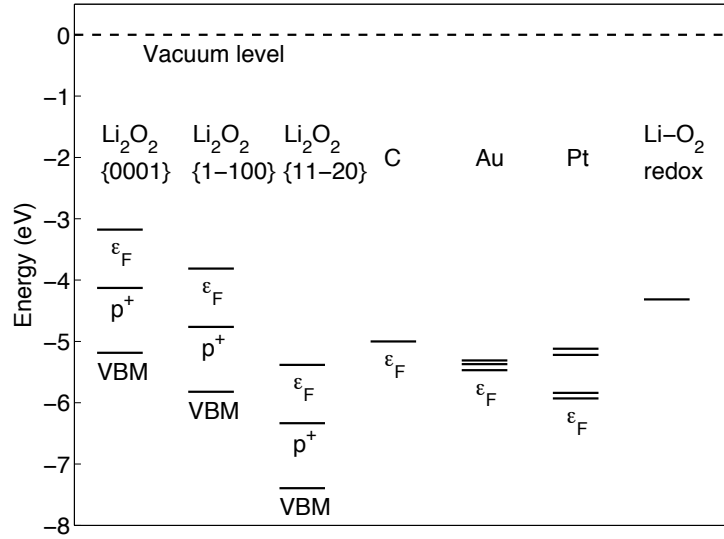 0
Vacuum level
−1
Li₂O₂ Li₂O₂ Li₂O₂ Li−O₂
−2
{0001} {1−100} {11−20} C Au Pt redox
−3
εF
−4
εF
p⁺
p⁺
−5
VBM
εF
εF
εF
−6
VBM
εF
p⁺
−7
VBM
−8
Energy (eV)